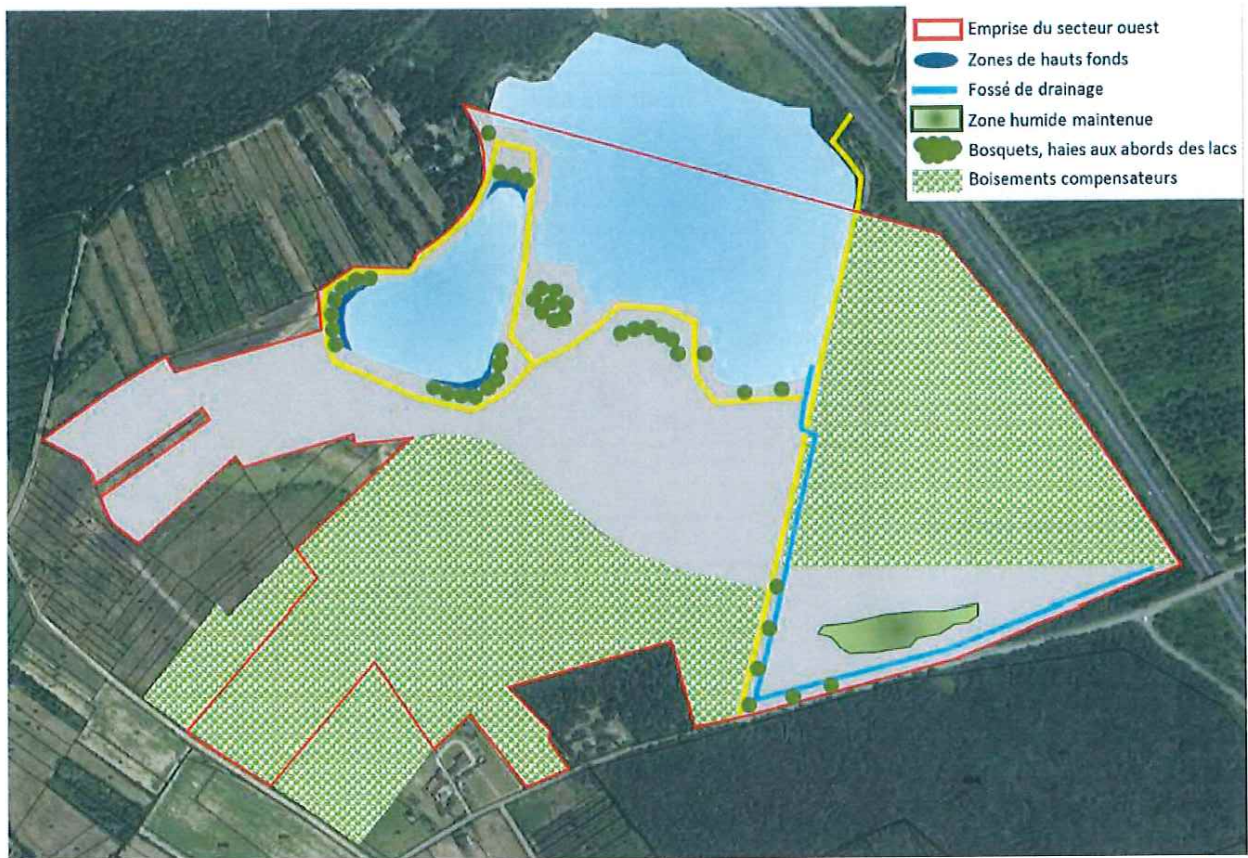 Emprise du secteur ouest
Zones de hauts fonds
Fossé de drainage
Zone humide maintenue
Bosquets, haies aux abords des lacs
Boisements compensateurs